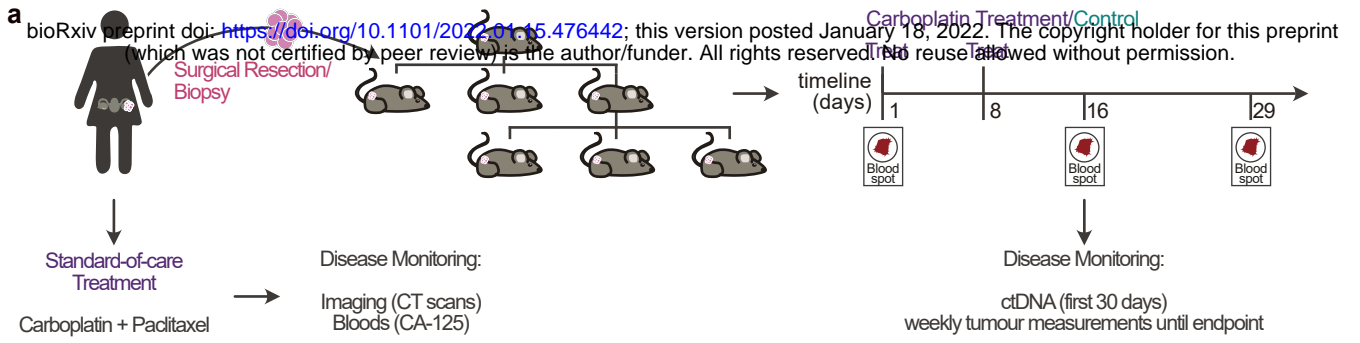 a
Carboplatin Treatment/Control
bioRxiv preprint doi: https://doi.org/10.1101/2022.01.15.476442; this version posted January 18, 2022. The copyright holder for this preprint
(which was not certified by peer review) is the author/funder. All rights reserved. No reuse allowed without permission.
Treat
Treat
Surgical Resection/
Biopsy
timeline
(days)
1
8
16
29
Blood
spot
Blood
spot
Blood
spot
Standard-of-care
Treatment
Carboplatin + Paclitaxel
Disease Monitoring:
Imaging (CT scans)
Bloods (CA-125)
Disease Monitoring:
ctDNA (first 30 days)
weekly tumour measurements until endpoint